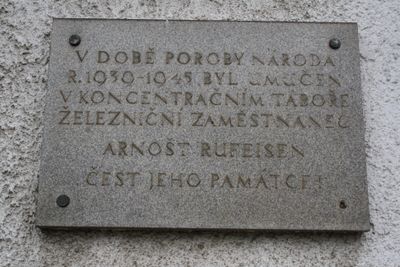 V DOBĚ POROBY NÁRODA
R. 1939-1945 BYL UMUČEN
V KONCENTRAČNÍM TÁBOŘE
ŽELEZNIČNÍ ZAMĚSTNANEC
ARNOŠT RUFEISEN
ČEST JEHO PAMÁTCE!